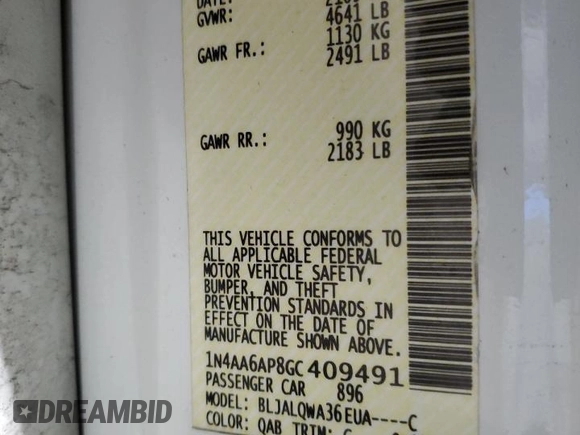 GVWR: 4641 LB
1130 KG
GAWR FR.: 2491 LB
990 KG
GAWR RR.: 2183 LB
THIS VEHICLE CONFORMS TO
ALL APPLICABLE FEDERAL
MOTOR VEHICLE SAFETY,
BUMPER, AND THEFT
PREVENTION STANDARDS IN
EFFECT ON THE DATE OF
MANUFACTURE SHOWN ABOVE.
1N4AA6AP8GC409491
PASSENGER CAR 896
MODEL: BLJALQWA36EUA----C
COLOR: QAB TRIM:
DREAMBID